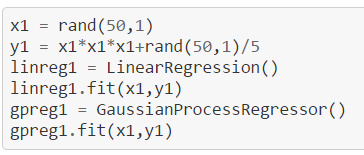 x1 = rand(50,1)
y1 = x1*x1*x1+rand(50,1)/5
linreg1 = LinearRegression()
linreg1.fit(x1,y1)
gpreg1 = GaussianProcessRegressor()
gpreg1.fit(x1,y1)